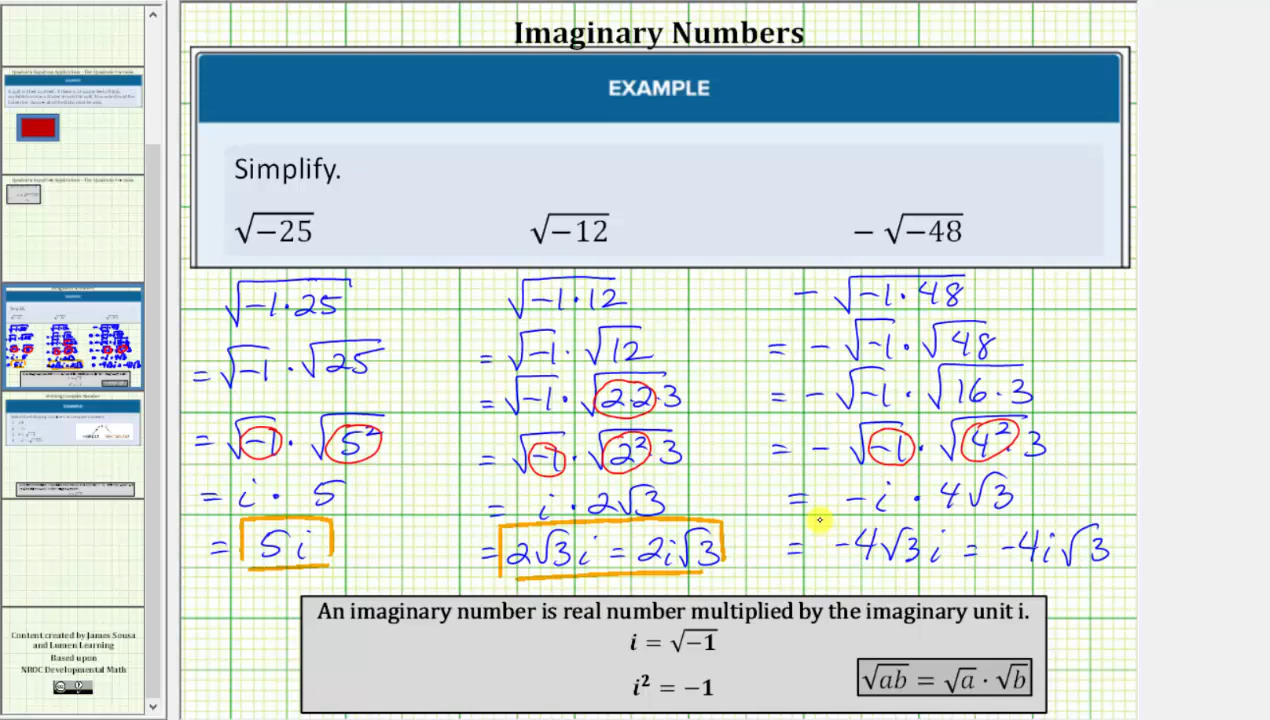 Imaginary Numbers
EXAMPLE
Simplify.
√−25 √−12 − √−48
√−1·25
= √−1 · √25
= √−1 · √5²
= i · 5
= 5i
√−1·12
= √−1 · √12
= √−1 · √2·2·3
= √−1 · √2²·3
= i · 2√3
= 2√3 i = 2i√3
− √−1·48
= − √−1 · √48
= − √−1 · √16·3
= − √−1 · √4²·3
= −i · 4√3
= −4√3 i = −4i√3
An imaginary number is real number multiplied by the imaginary unit i.
i = √−1
i² = −1
√ab = √a · √b
Content created by James Sousa
and Lumen Learning
Based upon
NROC Developmental Math